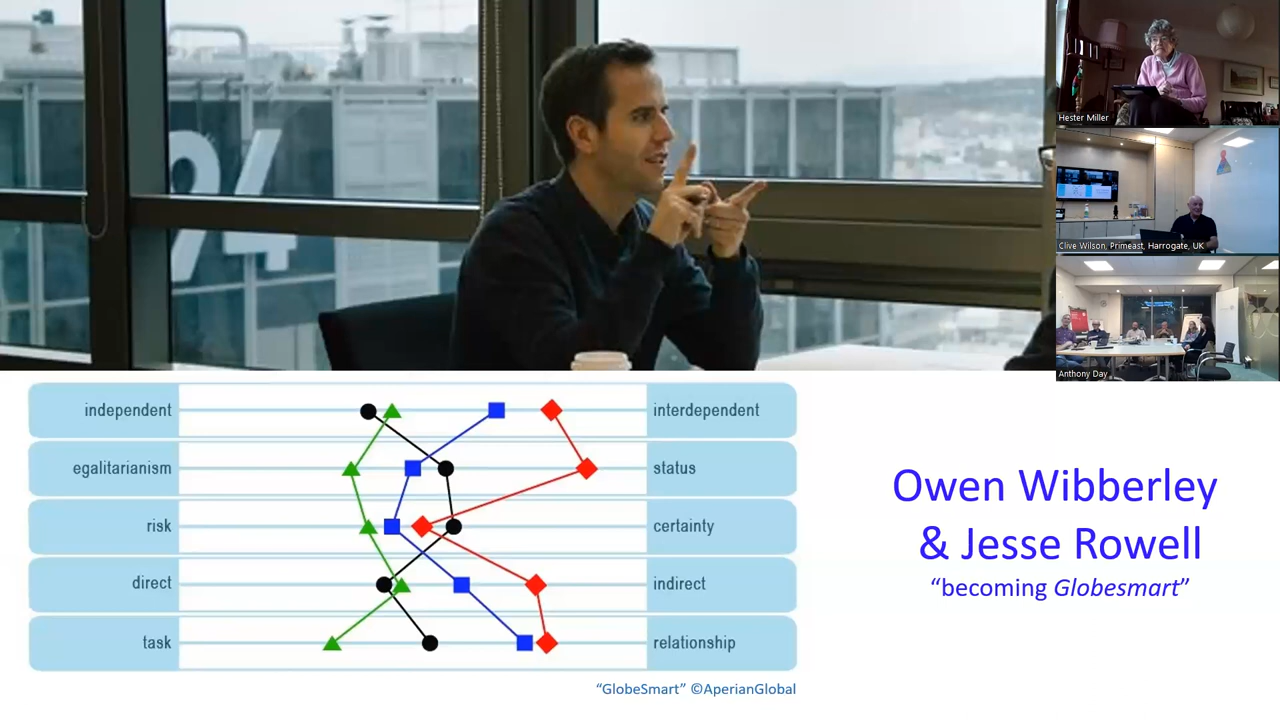 94
Hester Miller
Clive Wilson, Primeast, Harrogate, UK
Anthony Day
independent interdependent
egalitarianism status
risk certainty
direct indirect
task relationship
"GlobeSmart" ©AperianGlobal
Owen Wibberley
& Jesse Rowell
"becoming Globesmart"